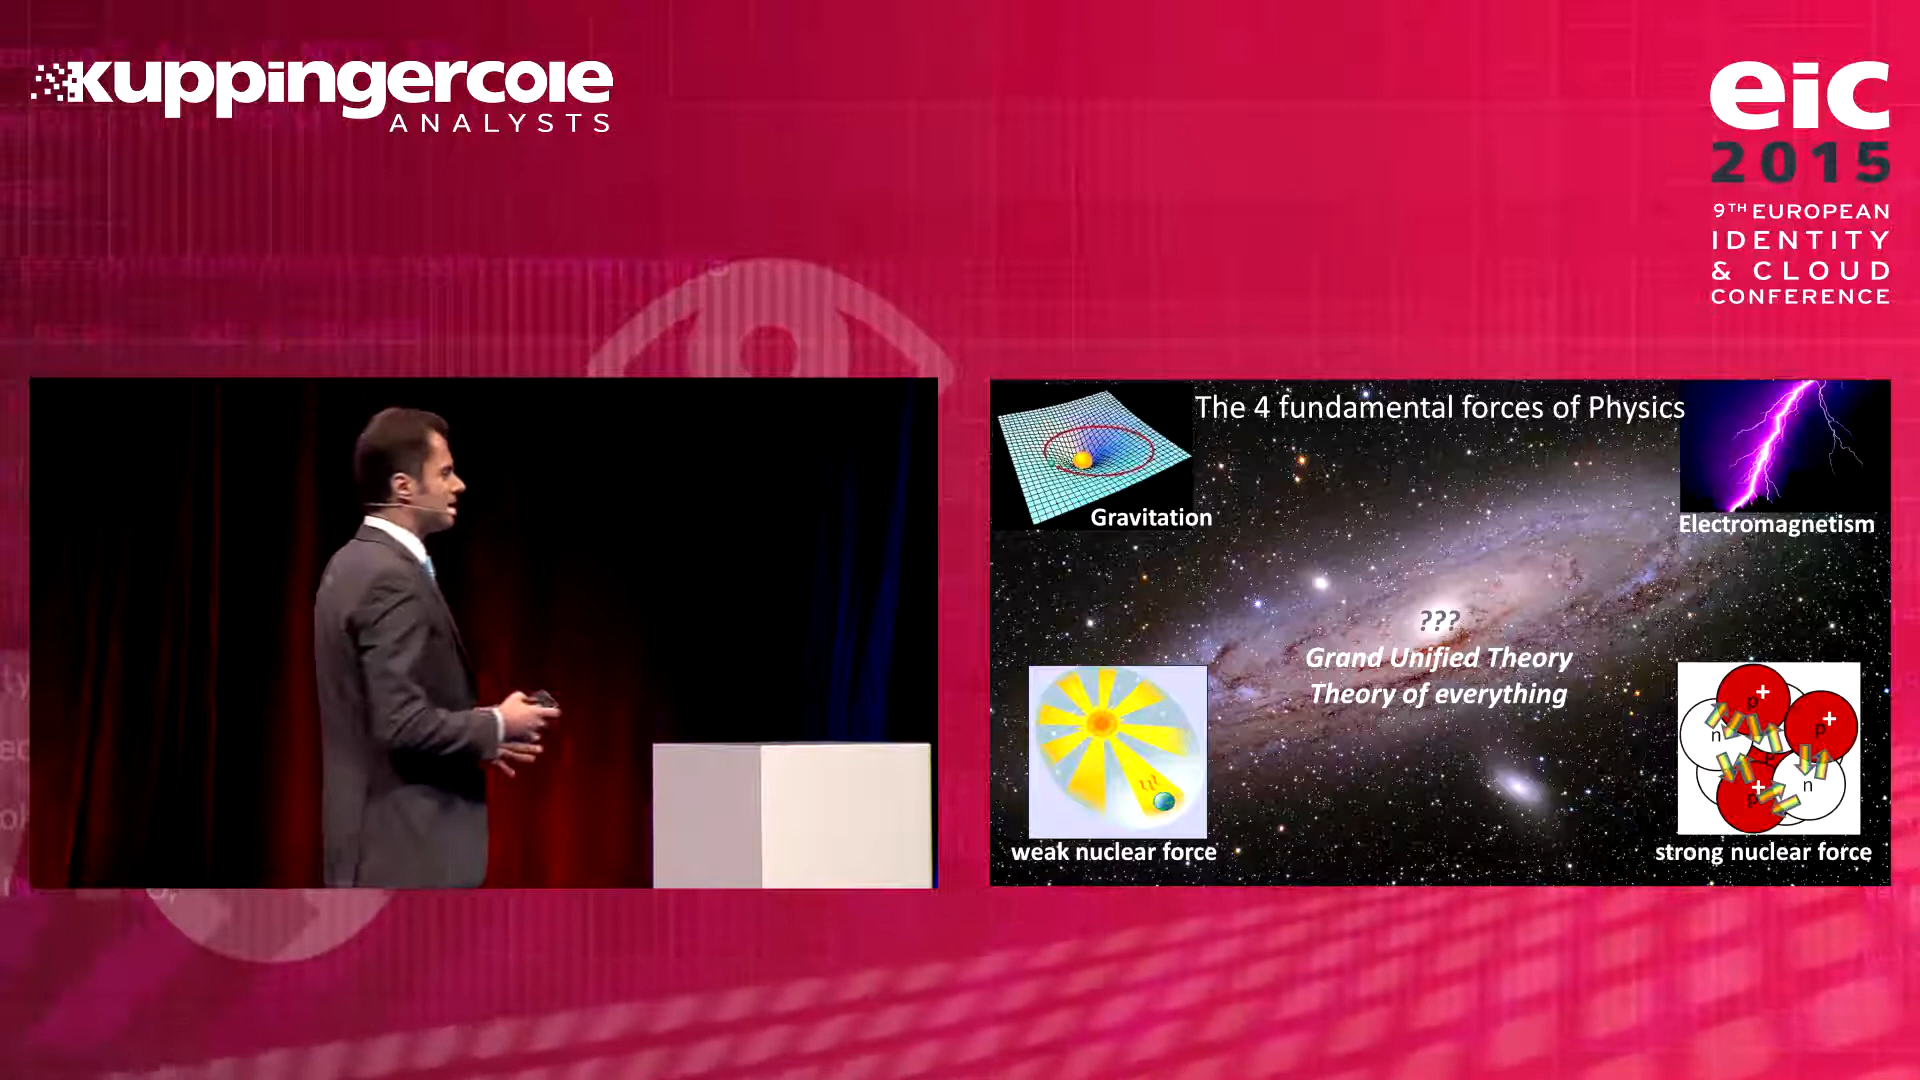 kuppingercole
ANALYSTS
eic
2015
9TH EUROPEAN
IDENTITY
& CLOUD
CONFERENCE
The 4 fundamental forces of Physics
Gravitation
Electromagnetism
???
Grand Unified Theory
Theory of everything
weak nuclear force
strong nuclear force
n
+
p
+
p
+
p
n